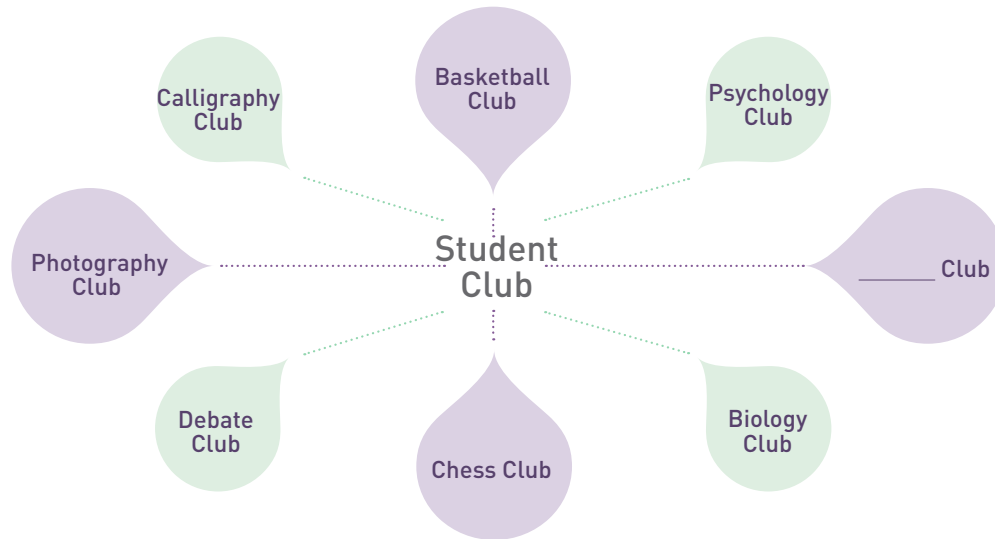 Basketball
Club
Calligraphy
Club
Psychology
Club
Photography
Club
Student
Club
_______ Club
Debate
Club
Chess Club
Biology
Club